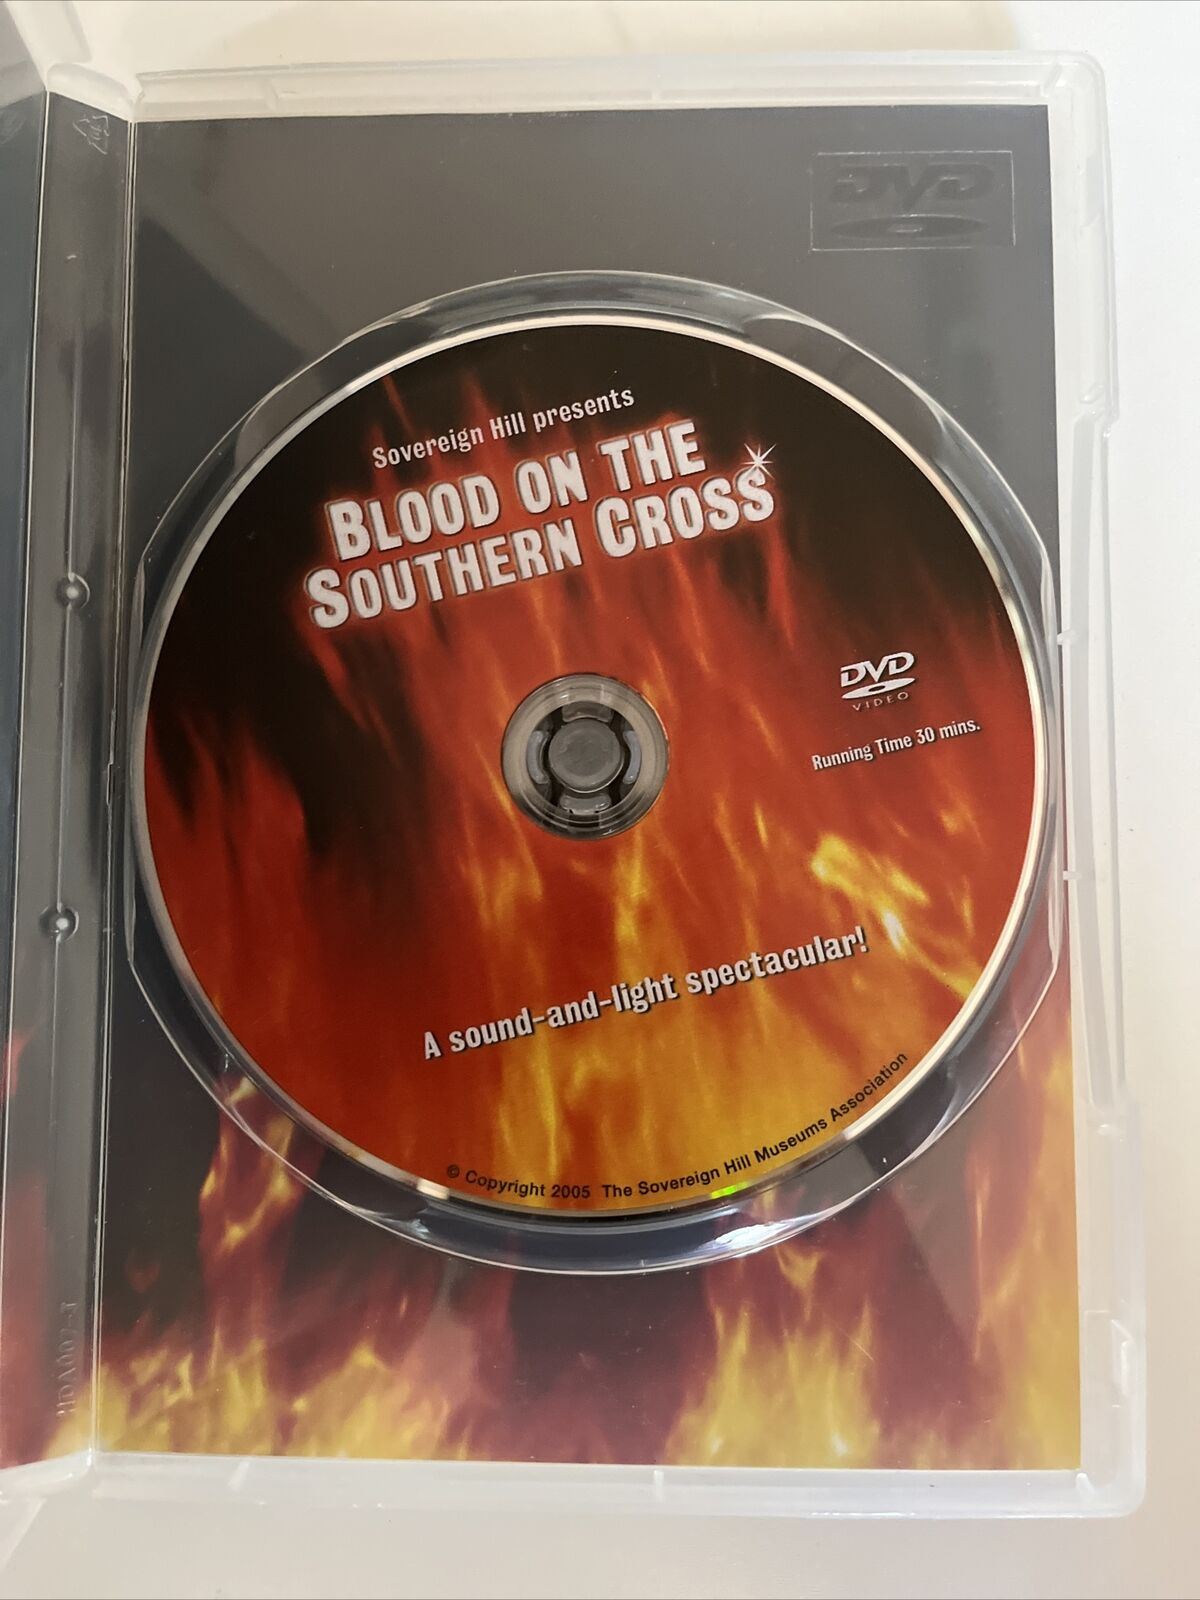 DVD
Sovereign Hill presents
BLOOD ON THE
SOUTHERN CROSS
DVD
VIDEO
Running Time 30 mins.
A sound-and-light spectacular!
© Copyright 2005 The Sovereign Hill Museums Association